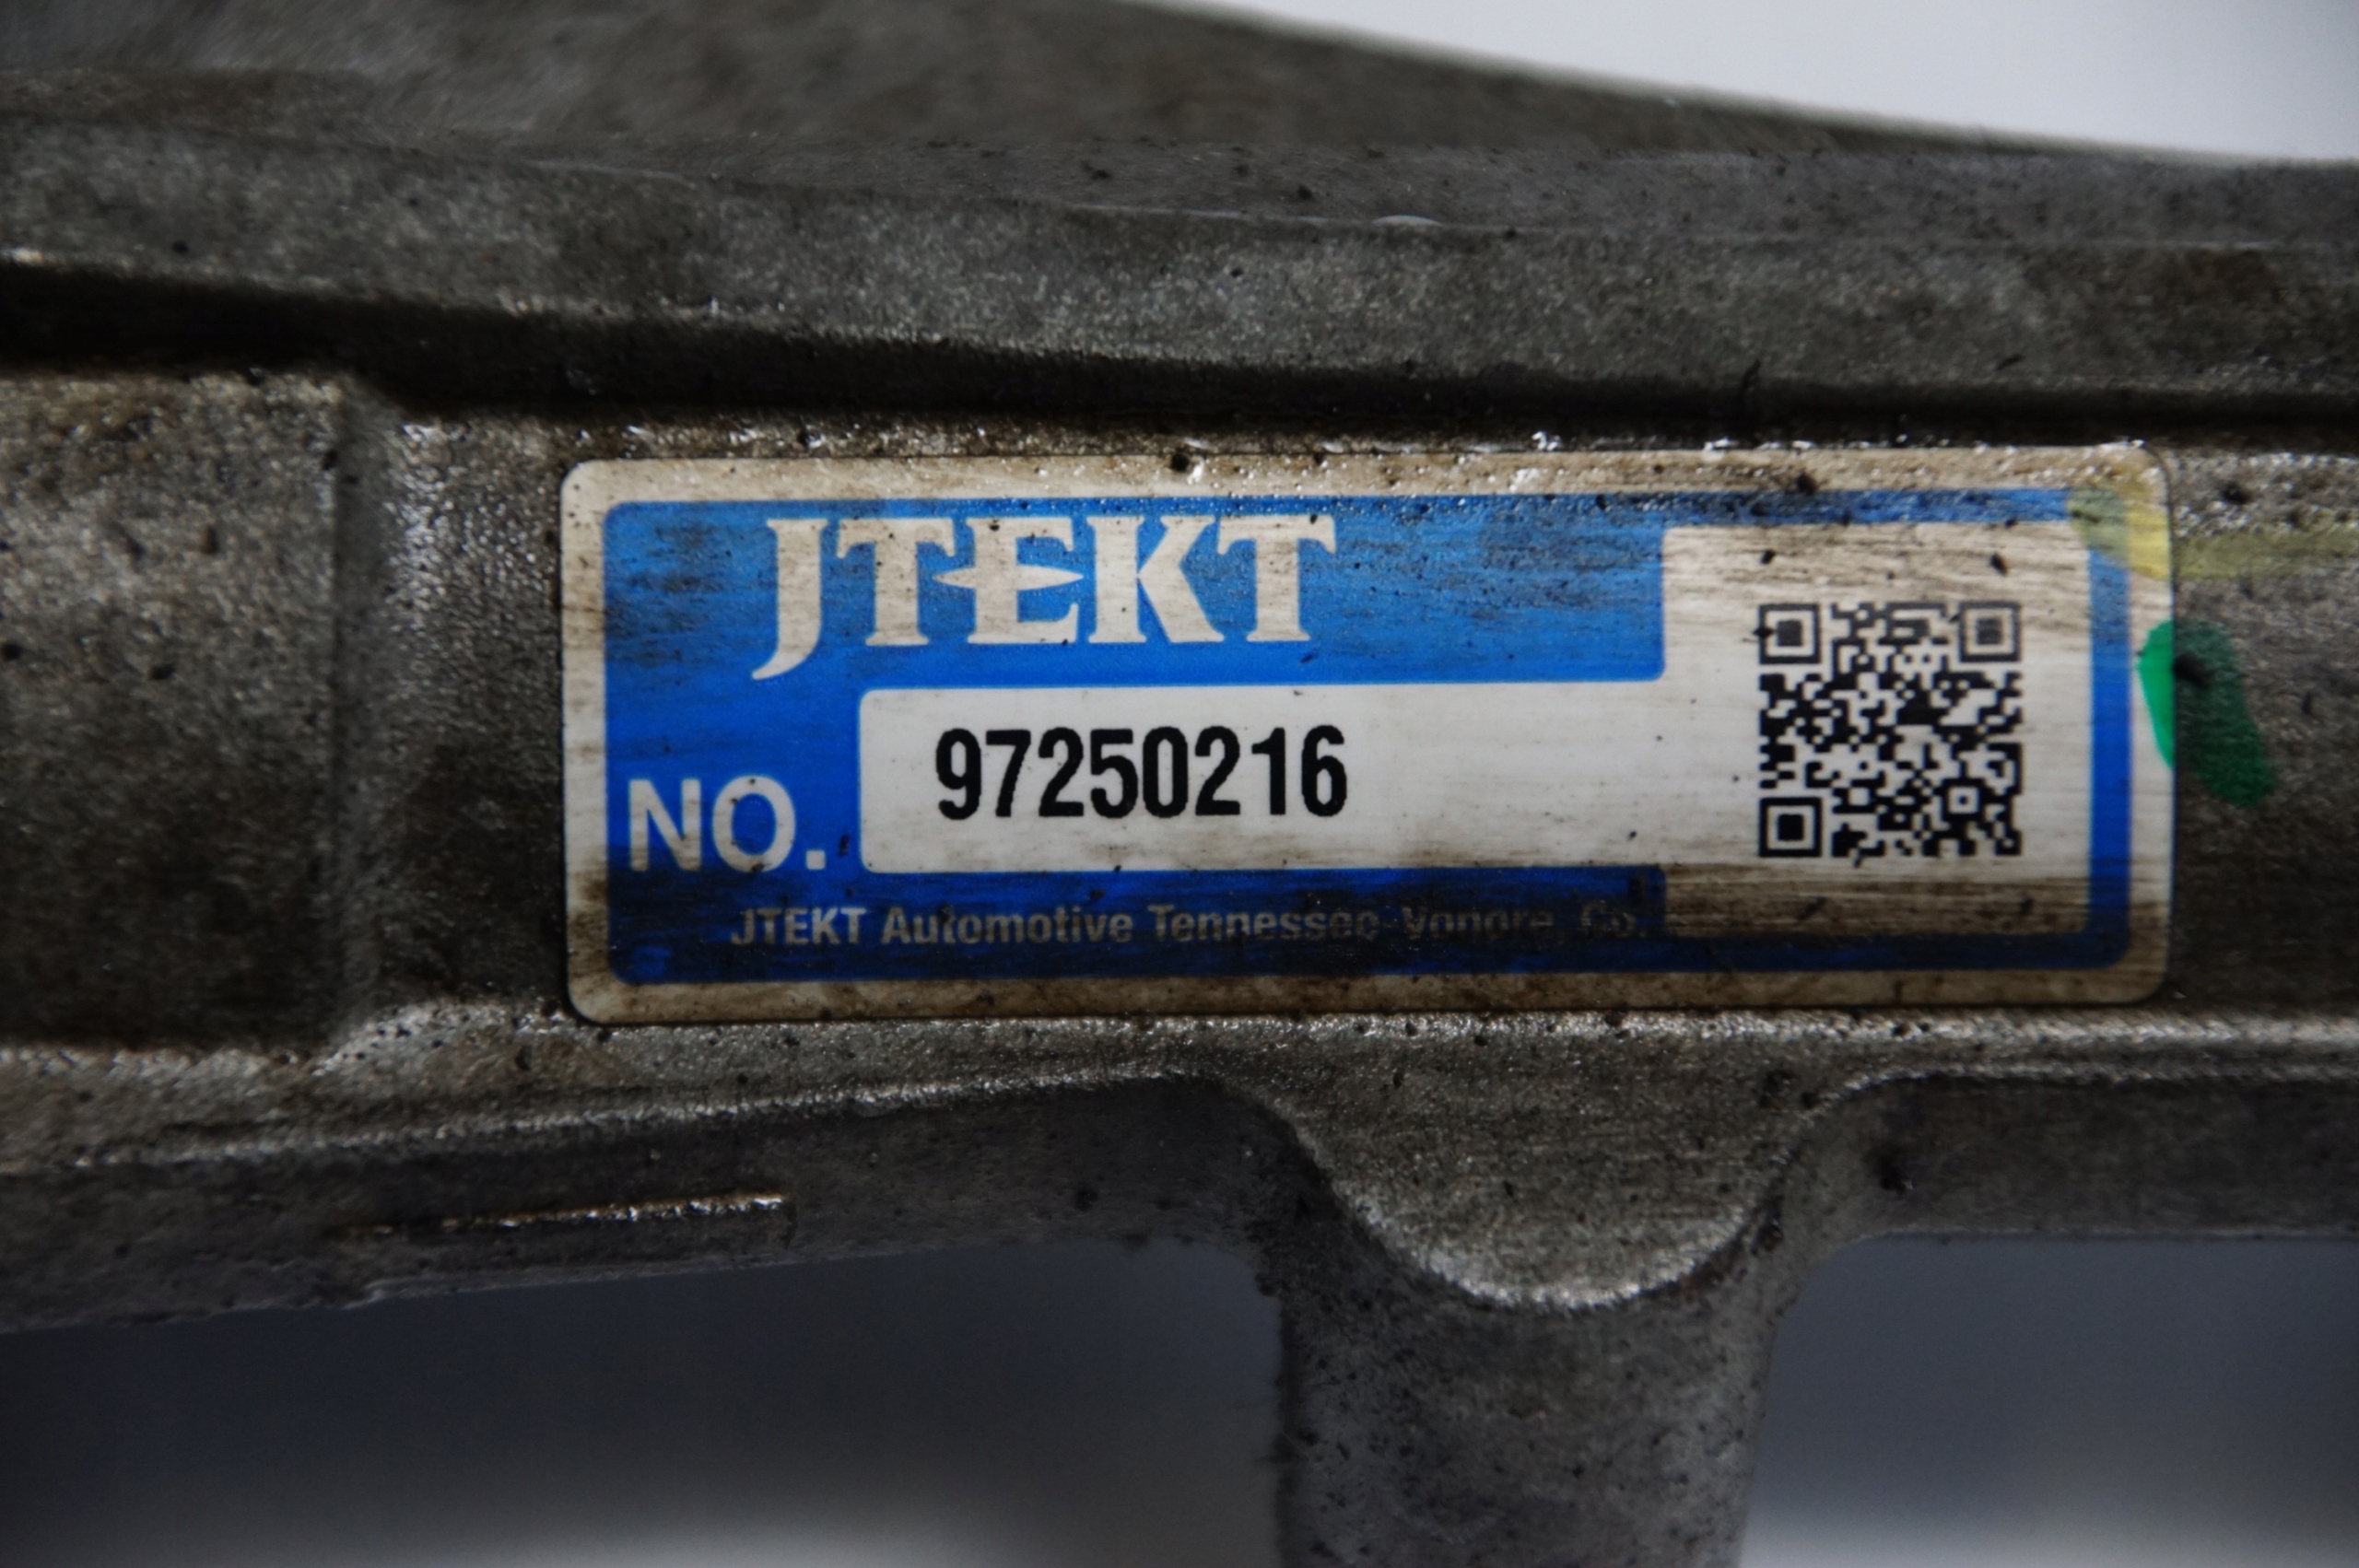 JTEKT
NO. 97250216
JTEKT Automotive Tennessee-Vonore, Co.